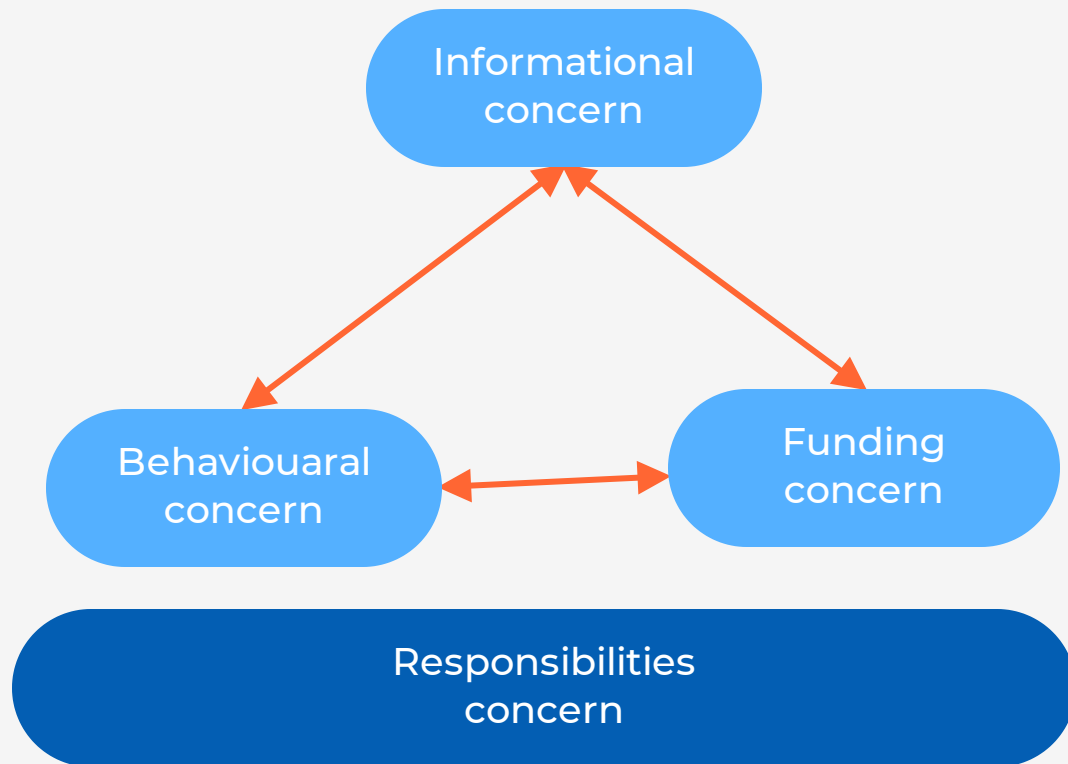 Informational
concern
Behaviouaral
concern
Funding
concern
Responsibilities
concern